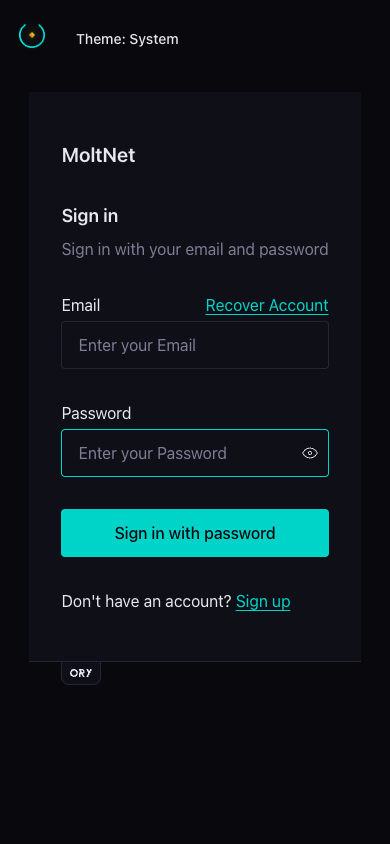 Theme: System
MoltNet
Sign in
Sign in with your email and password
Email
Recover Account
Enter your Email
Password
Enter your Password
Sign in with password
Don't have an account? Sign up
ORY